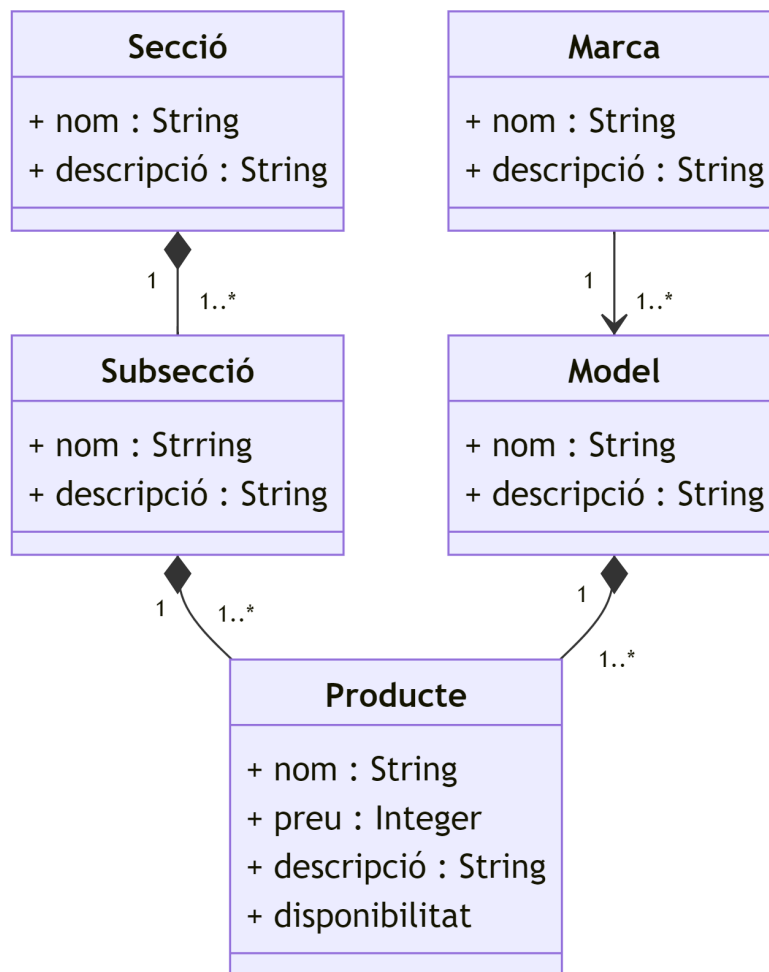 Secció
+ nom : String
+ descripció : String
Marca
+ nom : String
+ descripció : String
1
1..*
1
1..*
Subsecció
+ nom : Strring
+ descripció : String
Model
+ nom : String
+ descripció : String
1
1..*
1
1..*
Producte
+ nom : String
+ preu : Integer
+ descripció : String
+ disponibilitat